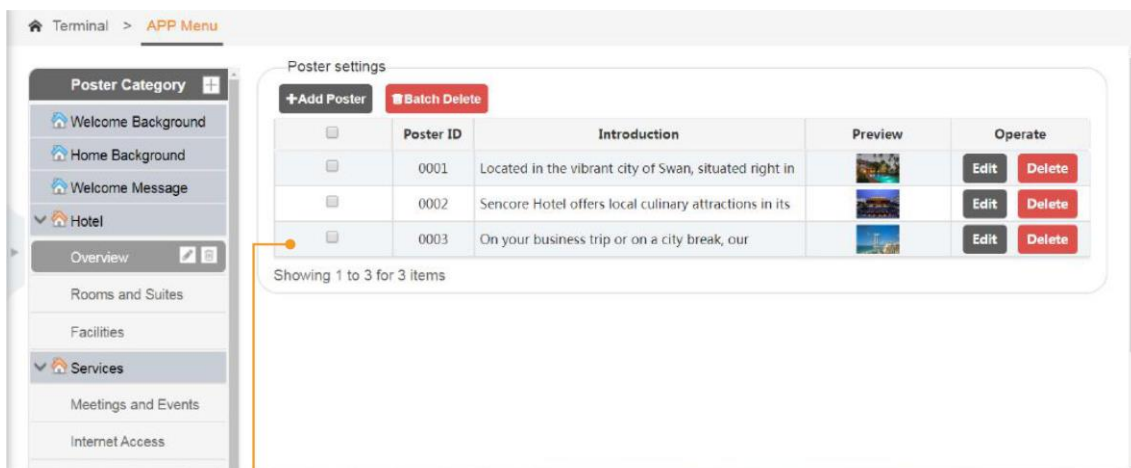 Terminal > APP Menu
Poster Category
Welcome Background
Home Background
Welcome Message
Hotel
Overview
Rooms and Suites
Facilities
Services
Meetings and Events
Internet Access
Poster settings
+Add Poster Batch Delete
Poster ID Introduction Preview Operate
0001 Located in the vibrant city of Swan, situated right in Edit Delete
0002 Sencore Hotel offers local culinary attractions in its Edit Delete
0003 On your business trip or on a city break, our Edit Delete
Showing 1 to 3 for 3 items